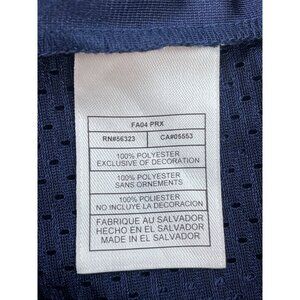 FA04 PRX
RN#56323 CA#05553
100% POLYESTER
EXCLUSIVE OF DECORATION
100% POLYESTER
SANS ORNEMENTS
100% POLIESTER
NO INCLUYE LA DECORACION
FABRIQUE AU SALVADOR
HECHO EN EL SALVADOR
MADE IN EL SALVADOR